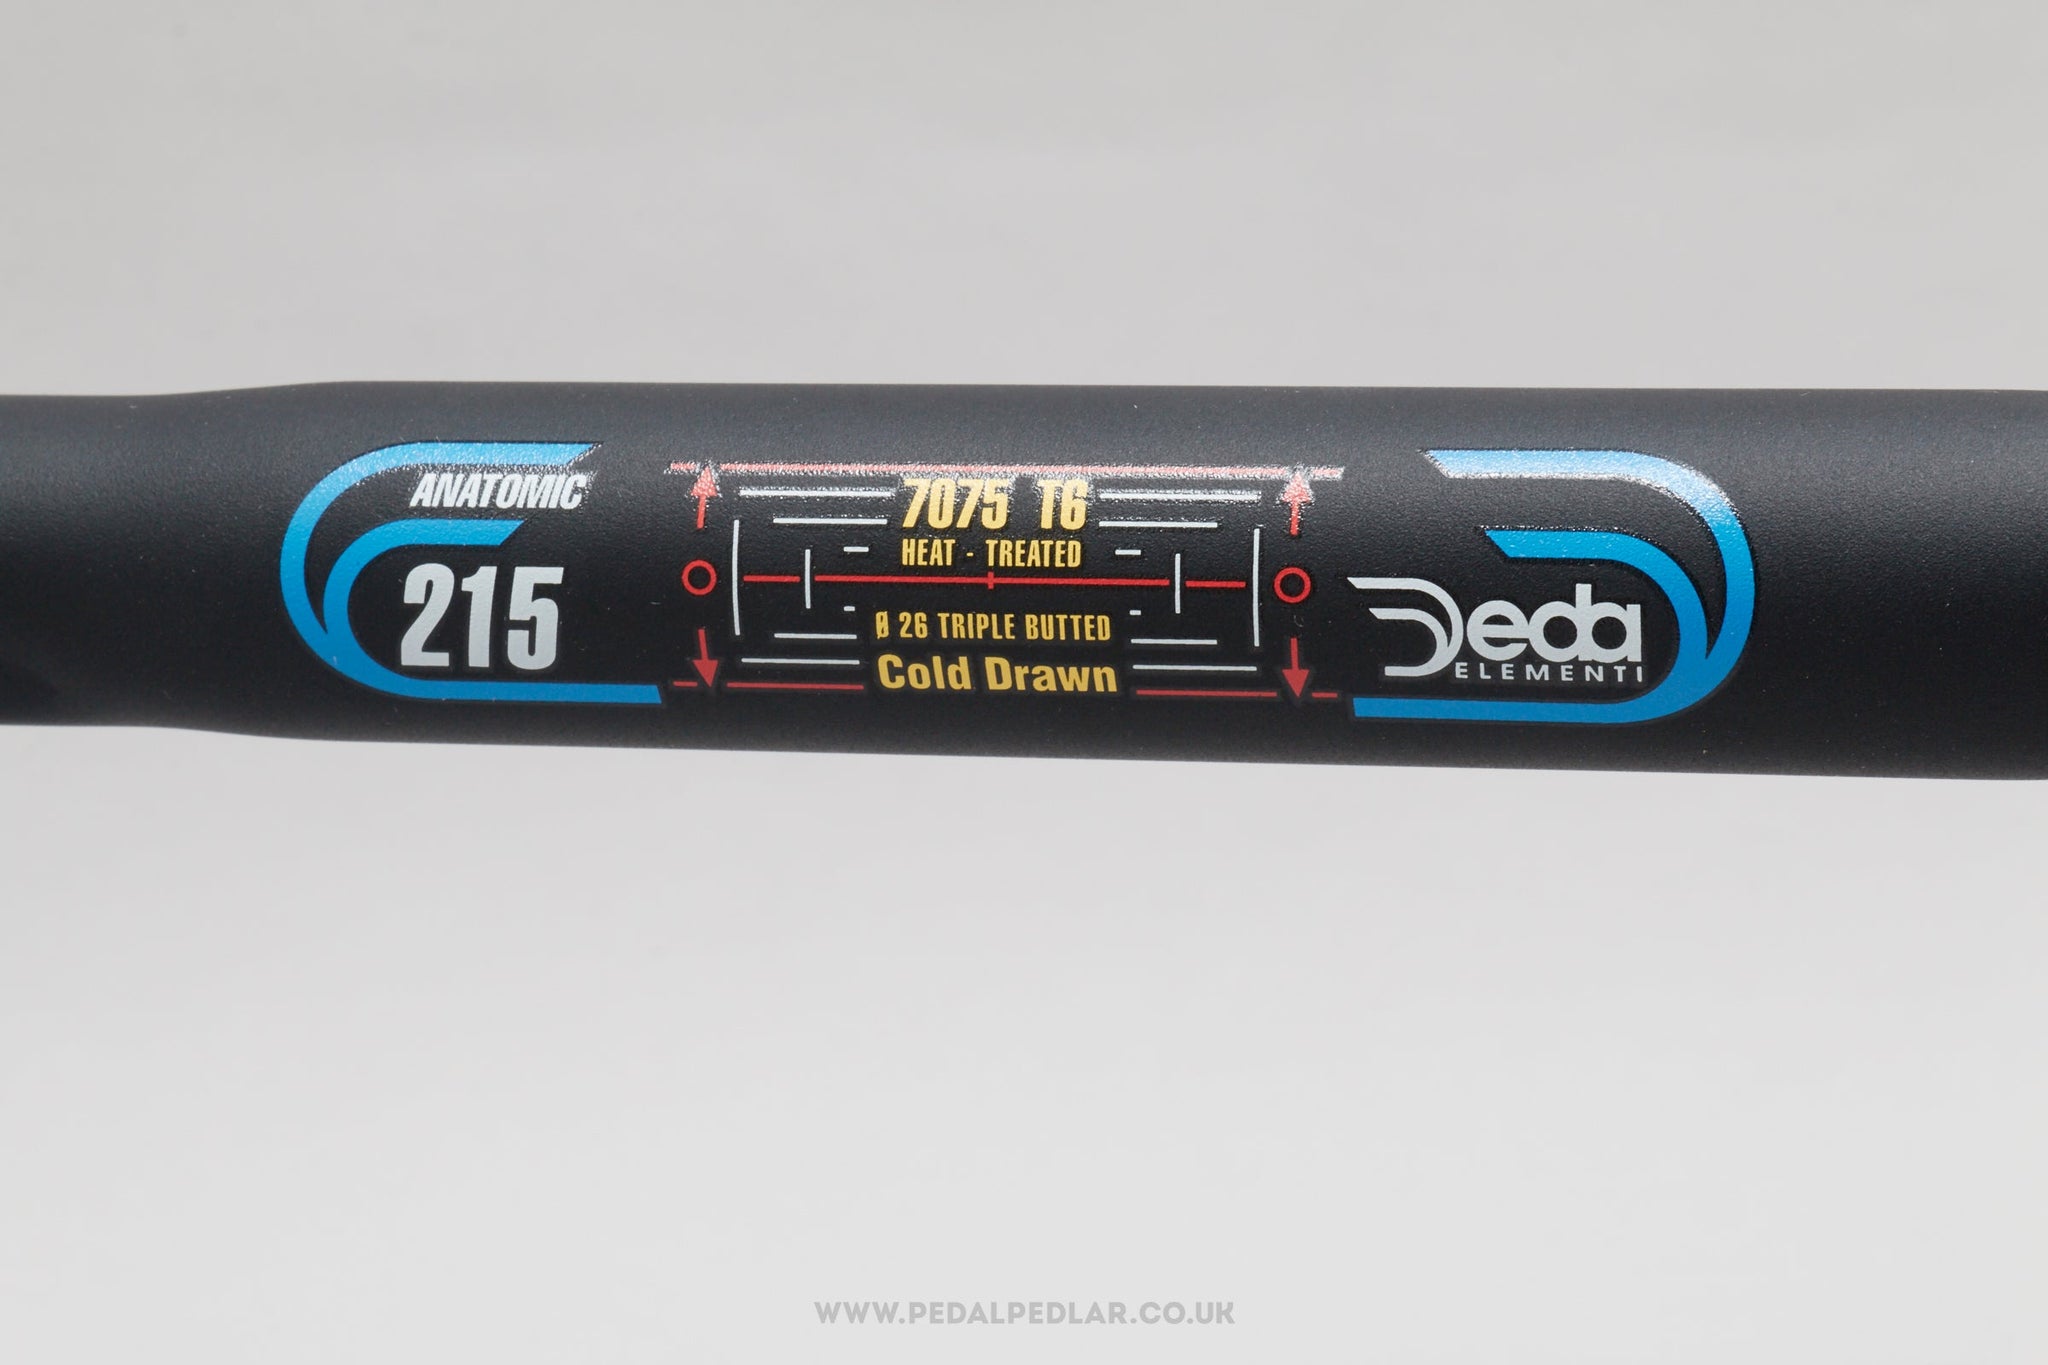 ANATOMIC
215
7075 T6
HEAT - TREATED
Ø 26 TRIPLE BUTTED
Cold Drawn
Deda
ELEMENTI
WWW.PEDALPEDLAR.CO.UK